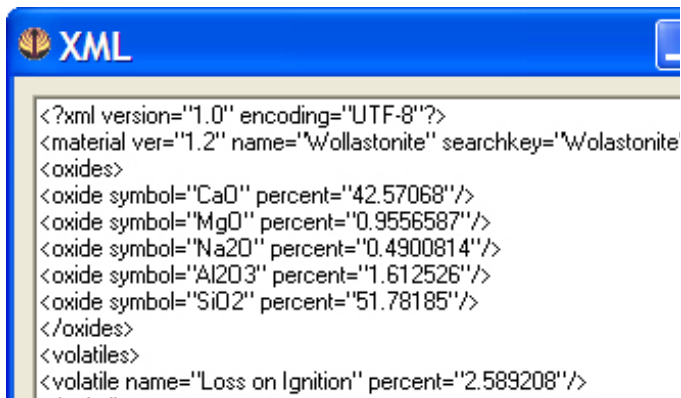 XML
<?xml version="1.0" encoding="UTF-8"?>
<material ver="1.2" name="Wollastonite" searchkey="Wolastonite"
<oxides>
<oxide symbol="CaO" percent="42.57068"/>
<oxide symbol="MgO" percent="0.9556587"/>
<oxide symbol="Na2O" percent="0.4900814"/>
<oxide symbol="Al2O3" percent="1.612526"/>
<oxide symbol="SiO2" percent="51.78185"/>
</oxides>
<volatiles>
<volatile name="Loss on Ignition" percent="2.589208"/>